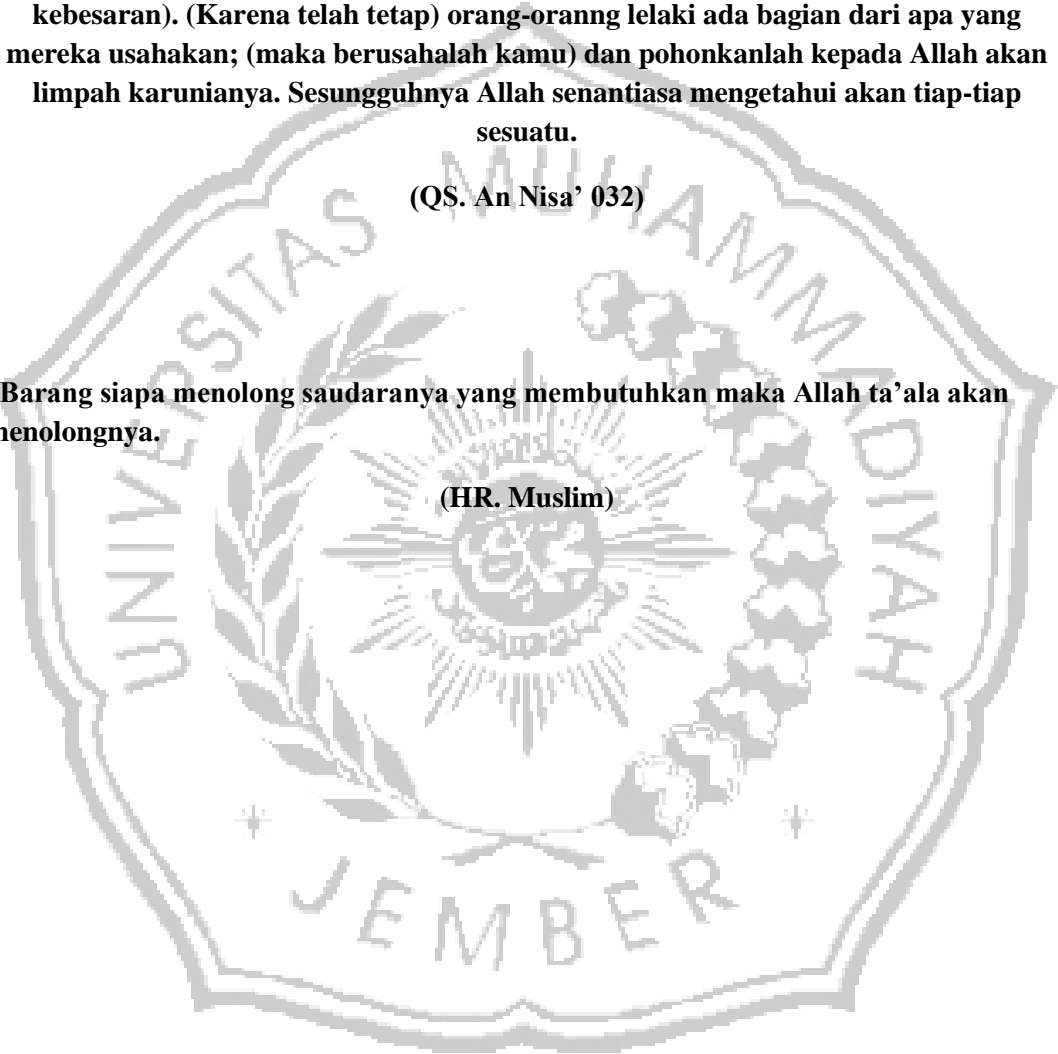 kebesaran). (Karena telah tetap) orang-oranng lelaki ada bagian dari apa yang
mereka usahakan; (maka berusahalah kamu) dan pohonkanlah kepada Allah akan
limpah karunianya. Sesungguhnya Allah senantiasa mengetahui akan tiap-tiap
sesuatu.
(QS. An Nisa’ 032)
Barang siapa menolong saudaranya yang membutuhkan maka Allah ta’ala akan
menolongnya.
(HR. Muslim)
UNIVERSITAS MUHAMMADIYAH
JEMBER